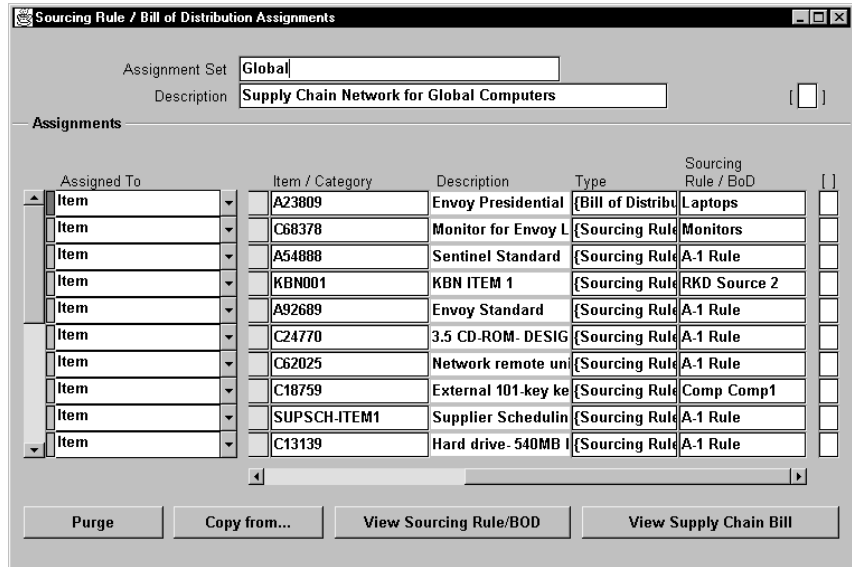 Sourcing Rule / Bill of Distribution Assignments
Assignment Set Global
Description Supply Chain Network for Global Computers [ ]
Assignments
Sourcing
Assigned To Item / Category Description Type Rule / BoD [ ]
Item A23809 Envoy Presidential {Bill of Distribu Laptops
Item C68378 Monitor for Envoy L {Sourcing Rule Monitors
Item A54888 Sentinel Standard {Sourcing Rule A-1 Rule
Item KBN001 KBN ITEM 1 {Sourcing Rule RKD Source 2
Item A92689 Envoy Standard {Sourcing Rule A-1 Rule
Item C24770 3.5 CD-ROM- DESIG {Sourcing Rule A-1 Rule
Item C62025 Network remote uni {Sourcing Rule A-1 Rule
Item C18759 External 101-key ke {Sourcing Rule Comp Comp1
Item SUPSCH-ITEM1 Supplier Schedulin {Sourcing Rule A-1 Rule
Item C13139 Hard drive- 540MB I {Sourcing Rule A-1 Rule
Purge Copy from... View Sourcing Rule/BOD View Supply Chain Bill